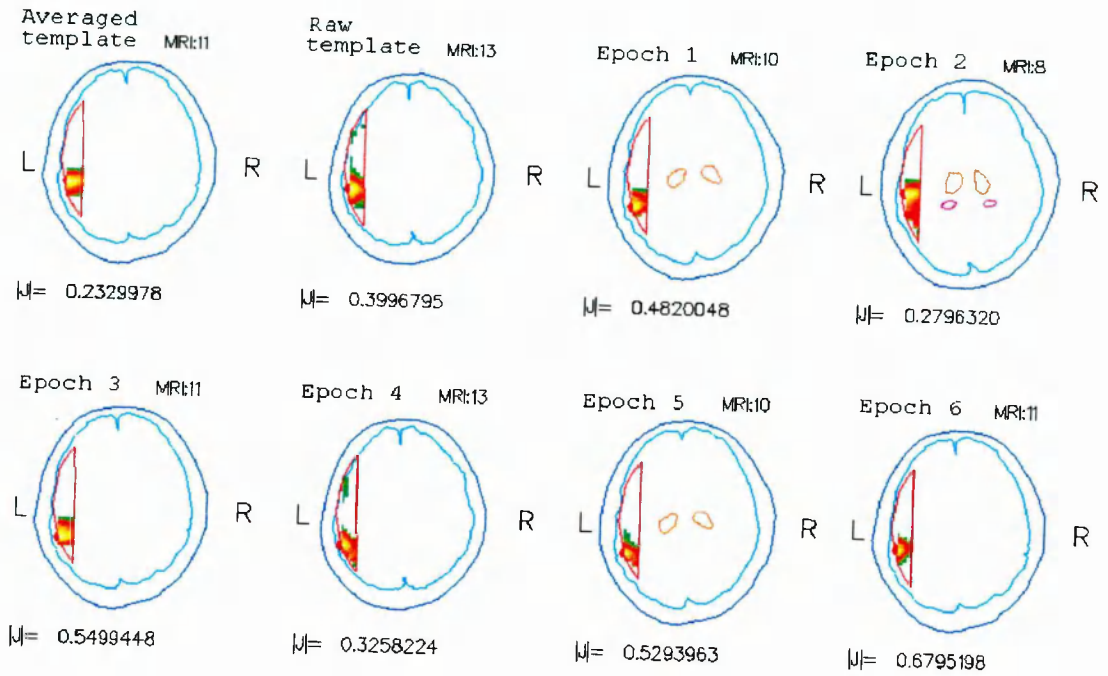 Averaged template MRI:11
L R
|J|= 0.2329978
Raw template MRI:13
L R
|J|= 0.3996795
Epoch 1 MRI:10
L R
|J|= 0.4820048
Epoch 2 MRI:8
L R
|J|= 0.2796320
Epoch 3 MRI:11
L R
|J|= 0.5499448
Epoch 4 MRI:13
L R
|J|= 0.3258224
Epoch 5 MRI:10
L R
|J|= 0.5293963
Epoch 6 MRI:11
L R
|J|= 0.6795198